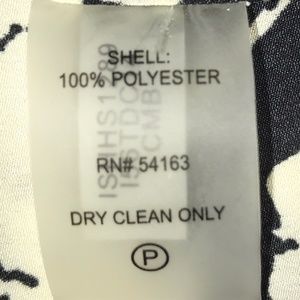 SHELL:
100% POLYESTER
RN# 54163
DRY CLEAN ONLY
P